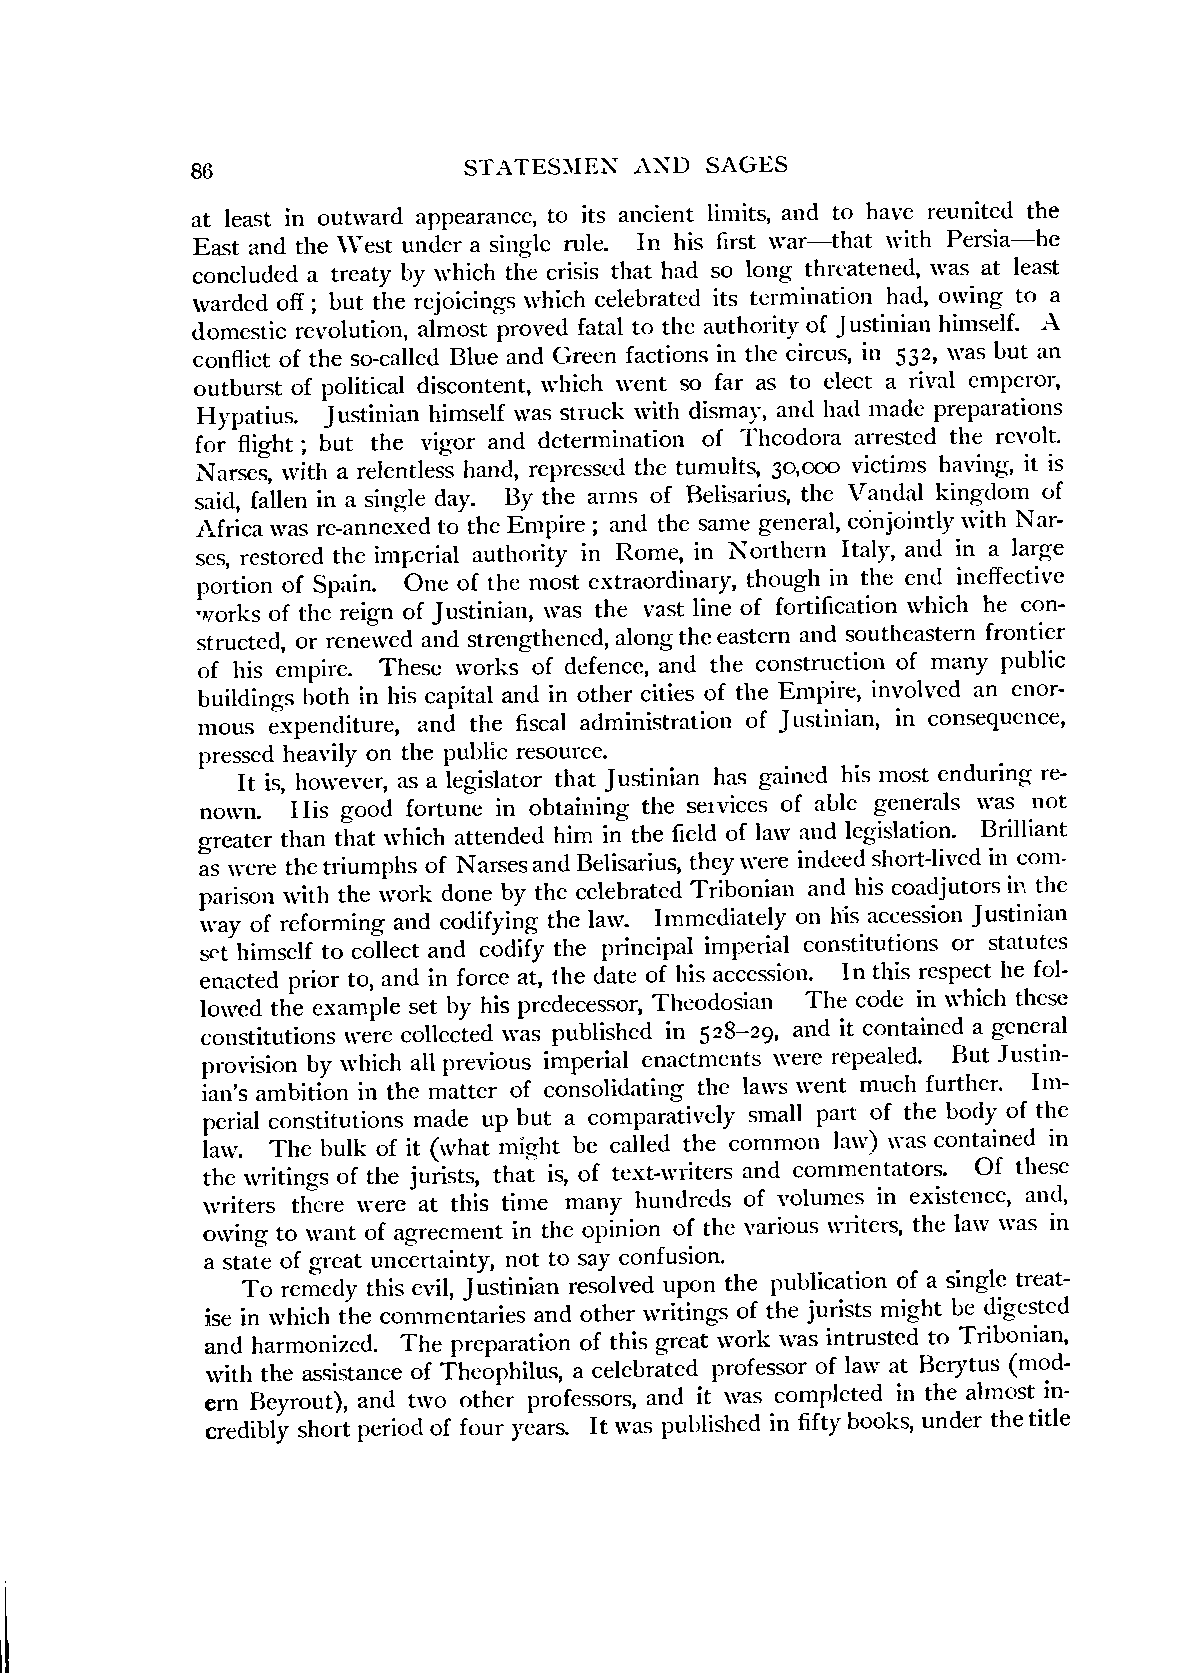 86 STATESMEN AND SAGES
at least in outward appearance, to its ancient limits, and to have reunited the
East and the West under a single rule. In his first war—that with Persia—he
concluded a treaty by which the crisis that had so long threatened, was at least
warded off; but the rejoicings which celebrated its termination had, owing to a
domestic revolution, almost proved fatal to the authority of Justinian himself. A
conflict of the so-called Blue and Green factions in the circus, in 532, was but an
outburst of political discontent, which went so far as to elect a rival emperor,
Hypatius. Justinian himself was struck with dismay, and had made preparations
for flight; but the vigor and determination of Theodora arrested the revolt.
Narses, with a relentless hand, repressed the tumults, 30,000 victims having, it is
said, fallen in a single day. By the arms of Belisarius, the Vandal kingdom of
Africa was re-annexed to the Empire; and the same general, conjointly with Nar-
ses, restored the imperial authority in Rome, in Northern Italy, and in a large
portion of Spain. One of the most extraordinary, though in the end ineffective
works of the reign of Justinian, was the vast line of fortification which he con-
structed, or renewed and strengthened, along the eastern and southeastern frontier
of his empire. These works of defence, and the construction of many public
buildings both in his capital and in other cities of the Empire, involved an enor-
mous expenditure, and the fiscal administration of Justinian, in consequence,
pressed heavily on the public resource.
It is, however, as a legislator that Justinian has gained his most enduring re-
nown. His good fortune in obtaining the services of able generals was not
greater than that which attended him in the field of law and legislation. Brilliant
as were the triumphs of Narses and Belisarius, they were indeed short-lived in com-
parison with the work done by the celebrated Tribonian and his coadjutors in the
way of reforming and codifying the law. Immediately on his accession Justinian
set himself to collect and codify the principal imperial constitutions or statutes
enacted prior to, and in force at, the date of his accession. In this respect he fol-
lowed the example set by his predecessor, Theodosian The code in which these
constitutions were collected was published in 528–29, and it contained a general
provision by which all previous imperial enactments were repealed. But Justin-
ian's ambition in the matter of consolidating the laws went much further. Im-
perial constitutions made up but a comparatively small part of the body of the
law. The bulk of it (what might be called the common law) was contained in
the writings of the jurists, that is, of text-writers and commentators. Of these
writers there were at this time many hundreds of volumes in existence, and,
owing to want of agreement in the opinion of the various writers, the law was in
a state of great uncertainty, not to say confusion.
To remedy this evil, Justinian resolved upon the publication of a single treat-
ise in which the commentaries and other writings of the jurists might be digested
and harmonized. The preparation of this great work was intrusted to Tribonian,
with the assistance of Theophilus, a celebrated professor of law at Berytus (mod-
ern Beyrout), and two other professors, and it was completed in the almost in-
credibly short period of four years. It was published in fifty books, under the title